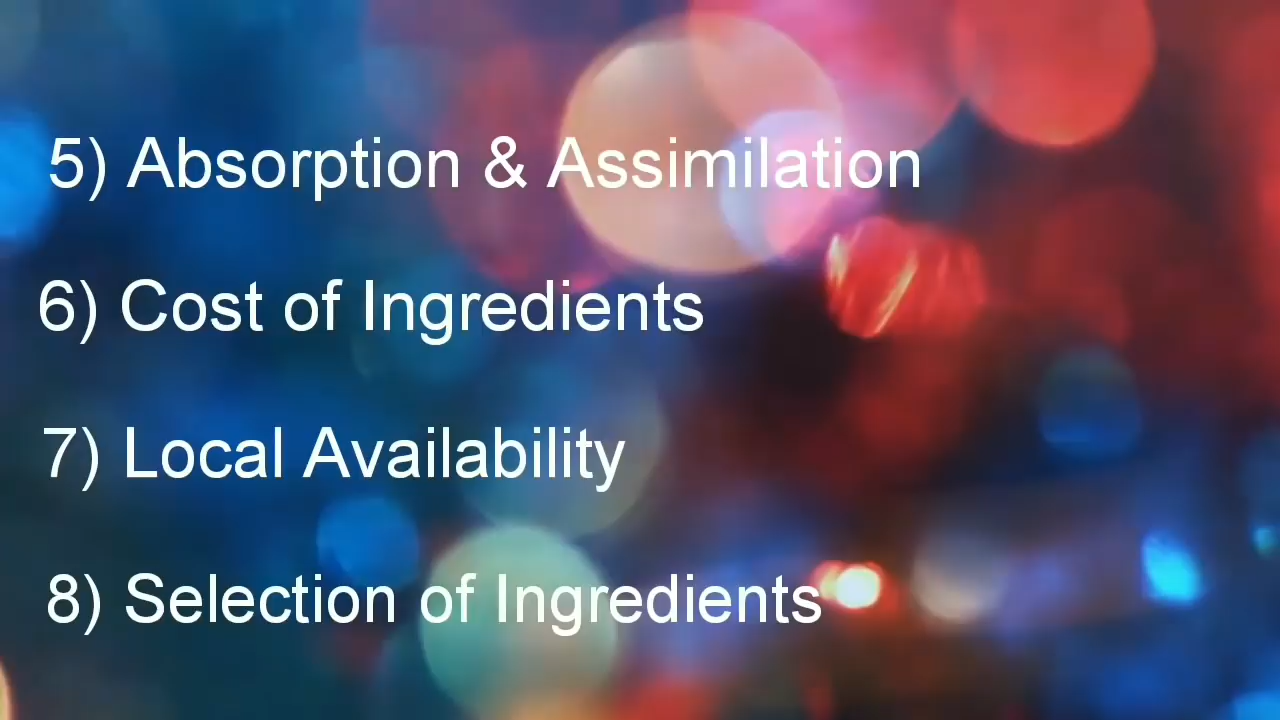 5) Absorption & Assimilation
6) Cost of Ingredients
7) Local Availability
8) Selection of Ingredients